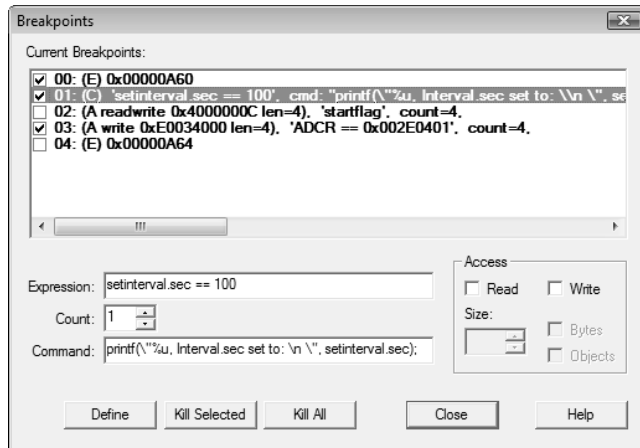 Breakpoints
Current Breakpoints:
00: (E) 0x00000A60
01: (C) 'setinterval.sec == 100', cmd: "printf(\"%u, Interval.sec set to: \\n \", se
02: (A readwrite 0x4000000C len=4), 'startflag', count=4,
03: (A write 0xE0034000 len=4), 'ADCR == 0x002E0401', count=4,
04: (E) 0x00000A64
Expression: setinterval.sec == 100
Count: 1
Command: printf(\"%u, Interval.sec set to: \n \", setinterval.sec);
Access
Read Write
Size:
Bytes
Objects
Define Kill Selected Kill All Close Help